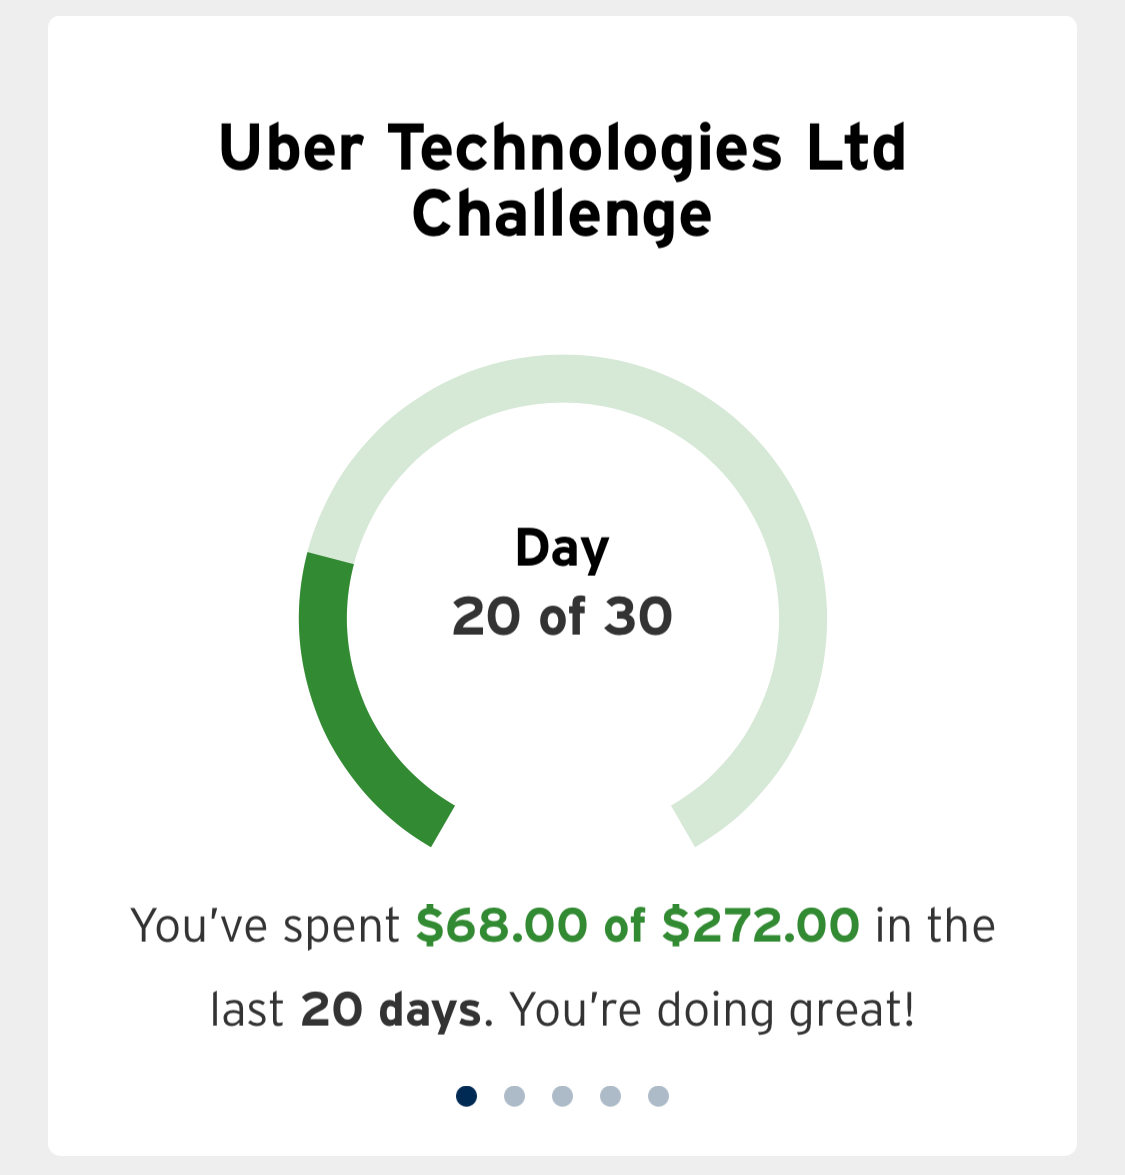 Uber Technologies Ltd
Challenge
Day
20 of 30
You've spent $68.00 of $272.00 in the
last 20 days. You're doing great!